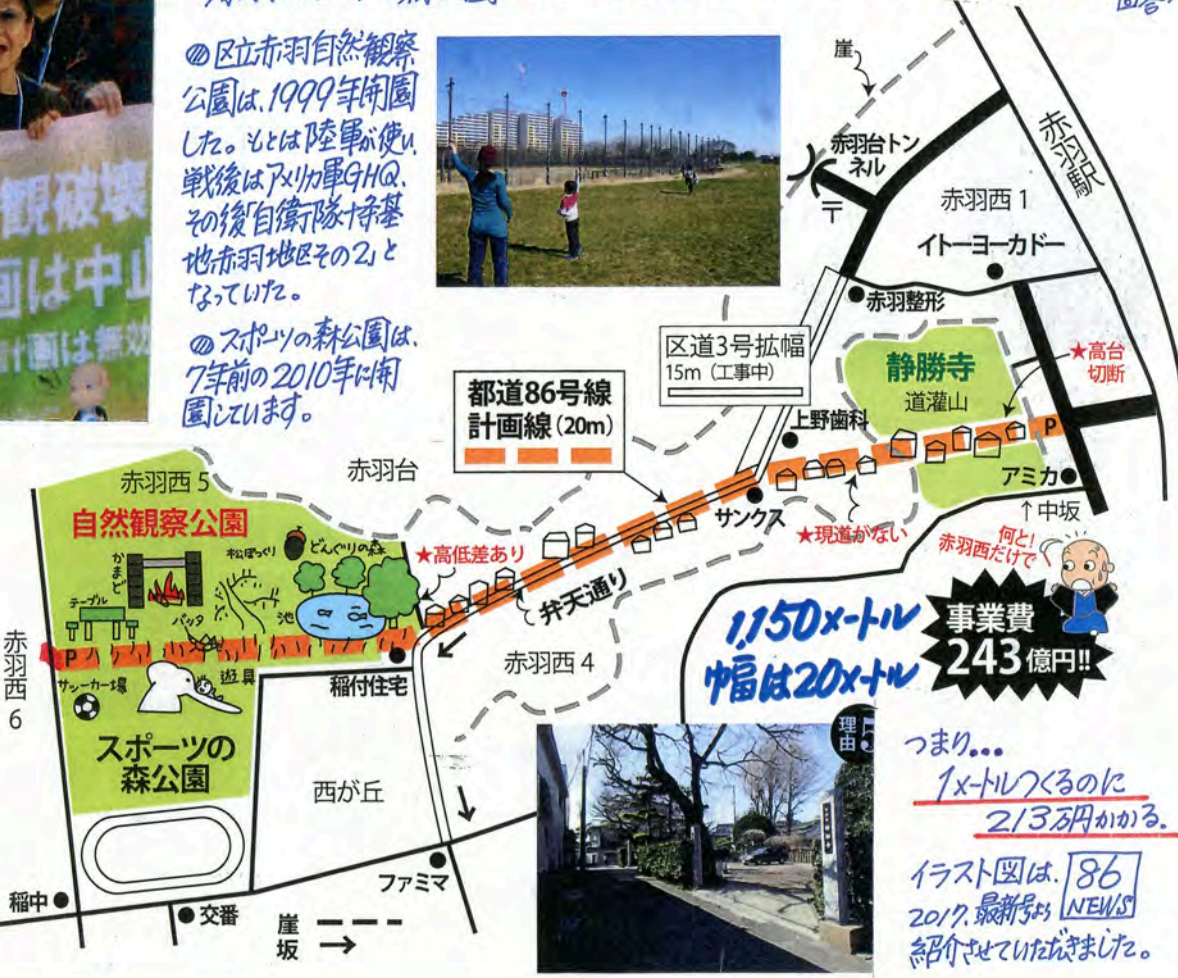 区立赤羽自然観察
公園は、1999年開園
した。もとは陸軍が使い、
戦後はアメリカ軍GHQ、
その後「自衛隊十条基
地赤羽地区その2」と
なっていた。
スポーツの森公園は、
7年前の2010年に開
園しています。
観破壊
画は中止
計画は無効
崖
赤羽台トン
ネル
〒
赤羽駅
赤羽西1
イトーヨーカドー
赤羽整形
区道3号拡幅
15m（工事中）
静勝寺
道灌山
★高台
切断
都道86号線
計画線（20m）
上野歯科
P
アミカ
↑中坂
サンクス
★現道がない
何と!
赤羽西だけで
事業費
243億円!!
赤羽台
赤羽西5
自然観察公園
かまど
松ぼっくり
どんぐりの森
テーブル
バッタ
池
★高低差あり
弁天通り
赤羽西4
1,150メートル
幅は20メートル
赤羽西6
P
サッカー場
遊具
稲付住宅
スポーツの
森公園
西が丘
理由5
つまり...
1メートルつくるのに
213万円かかる。
イラスト図は、86 NEWS
2017.最新号より
紹介させていただきました。
稲中
交番
ファミマ
崖
坂 →